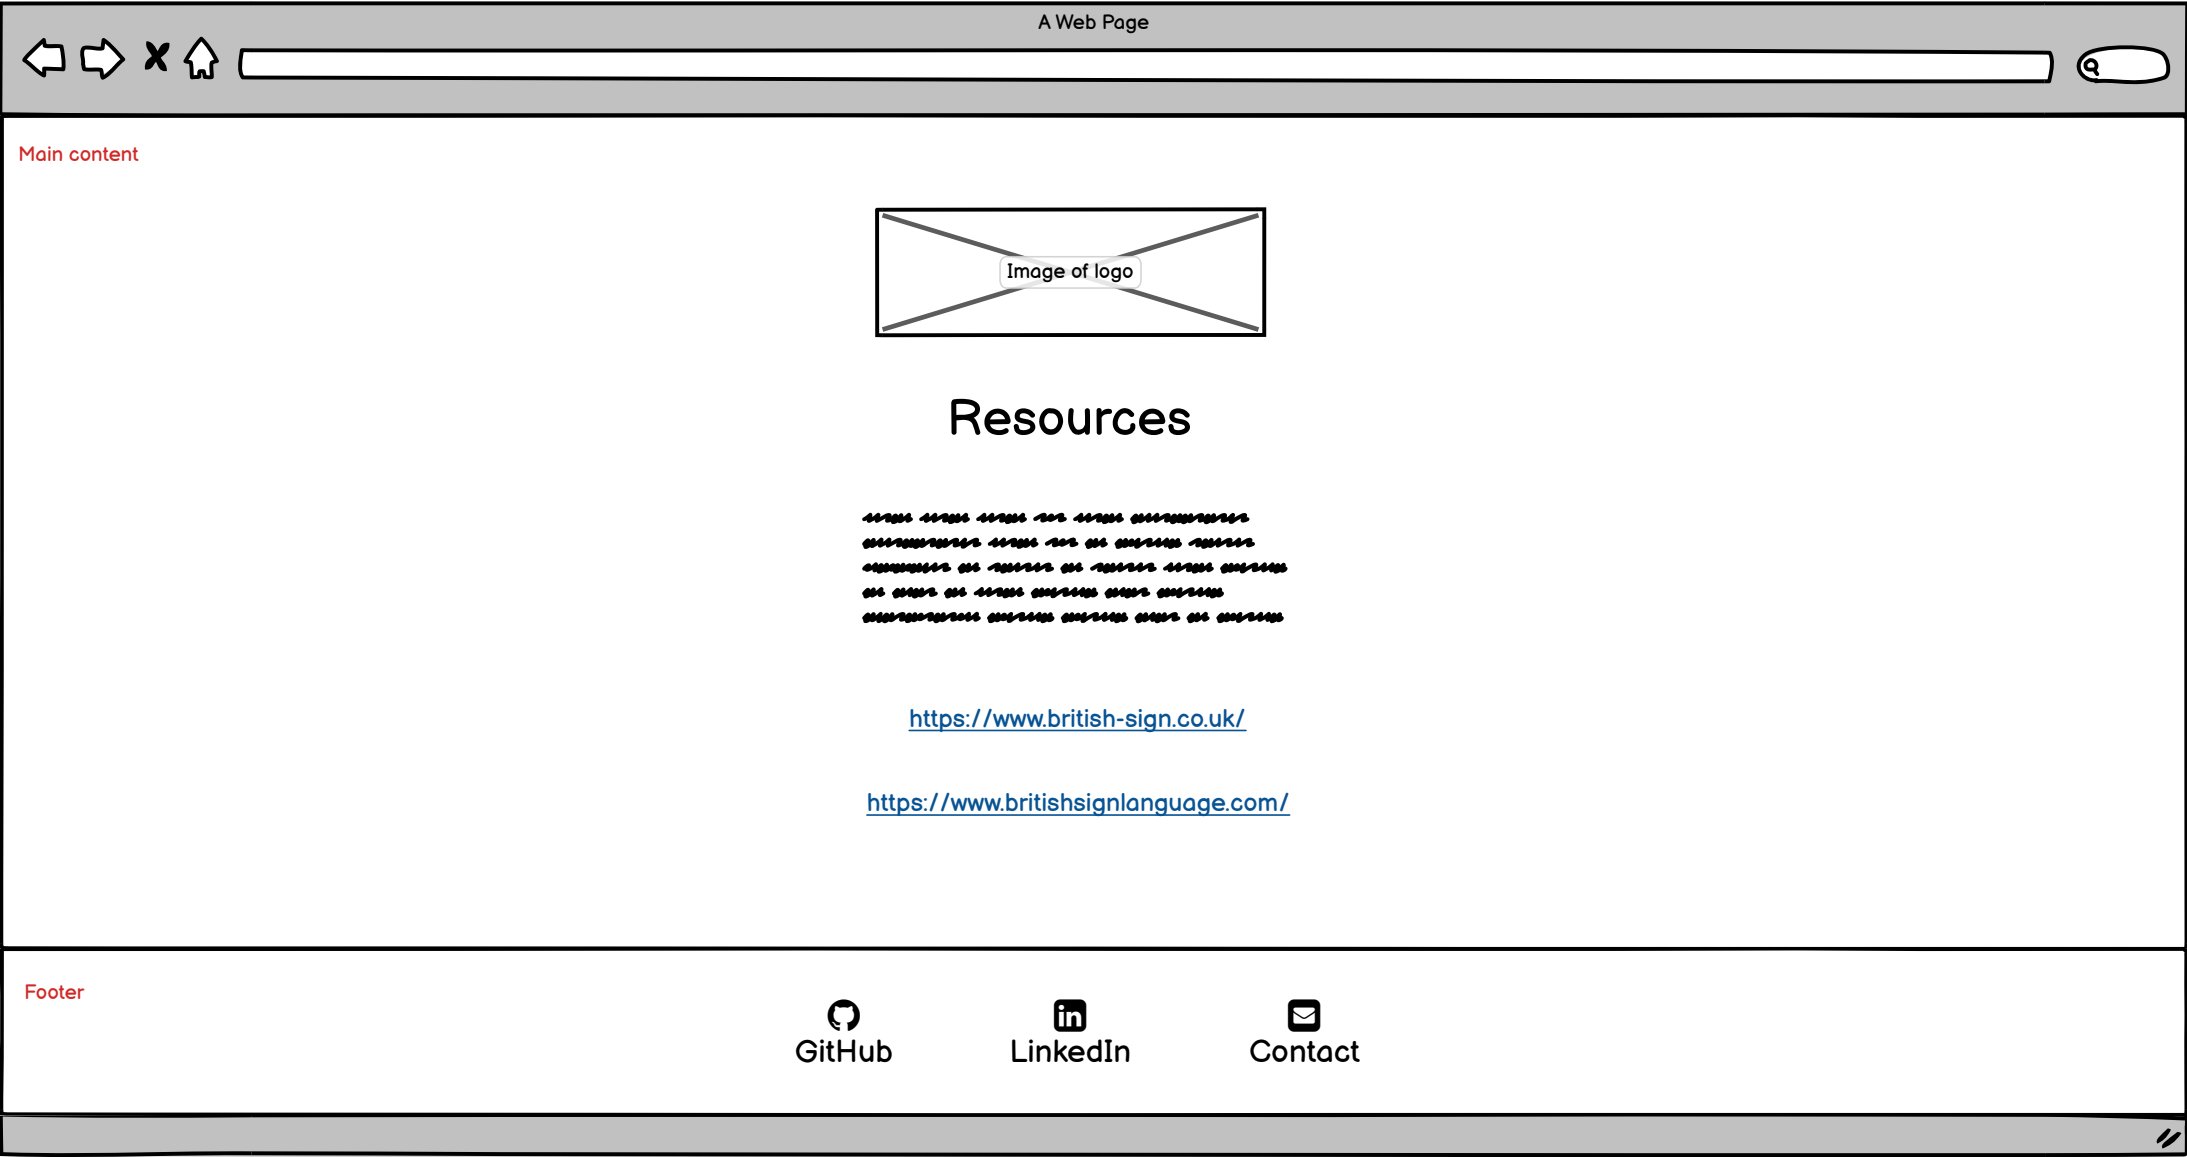 A Web Page
Main content
Image of logo
Resources
https://www.british-sign.co.uk/
https://www.britishsignlanguage.com/
Footer
GitHub
LinkedIn
Contact